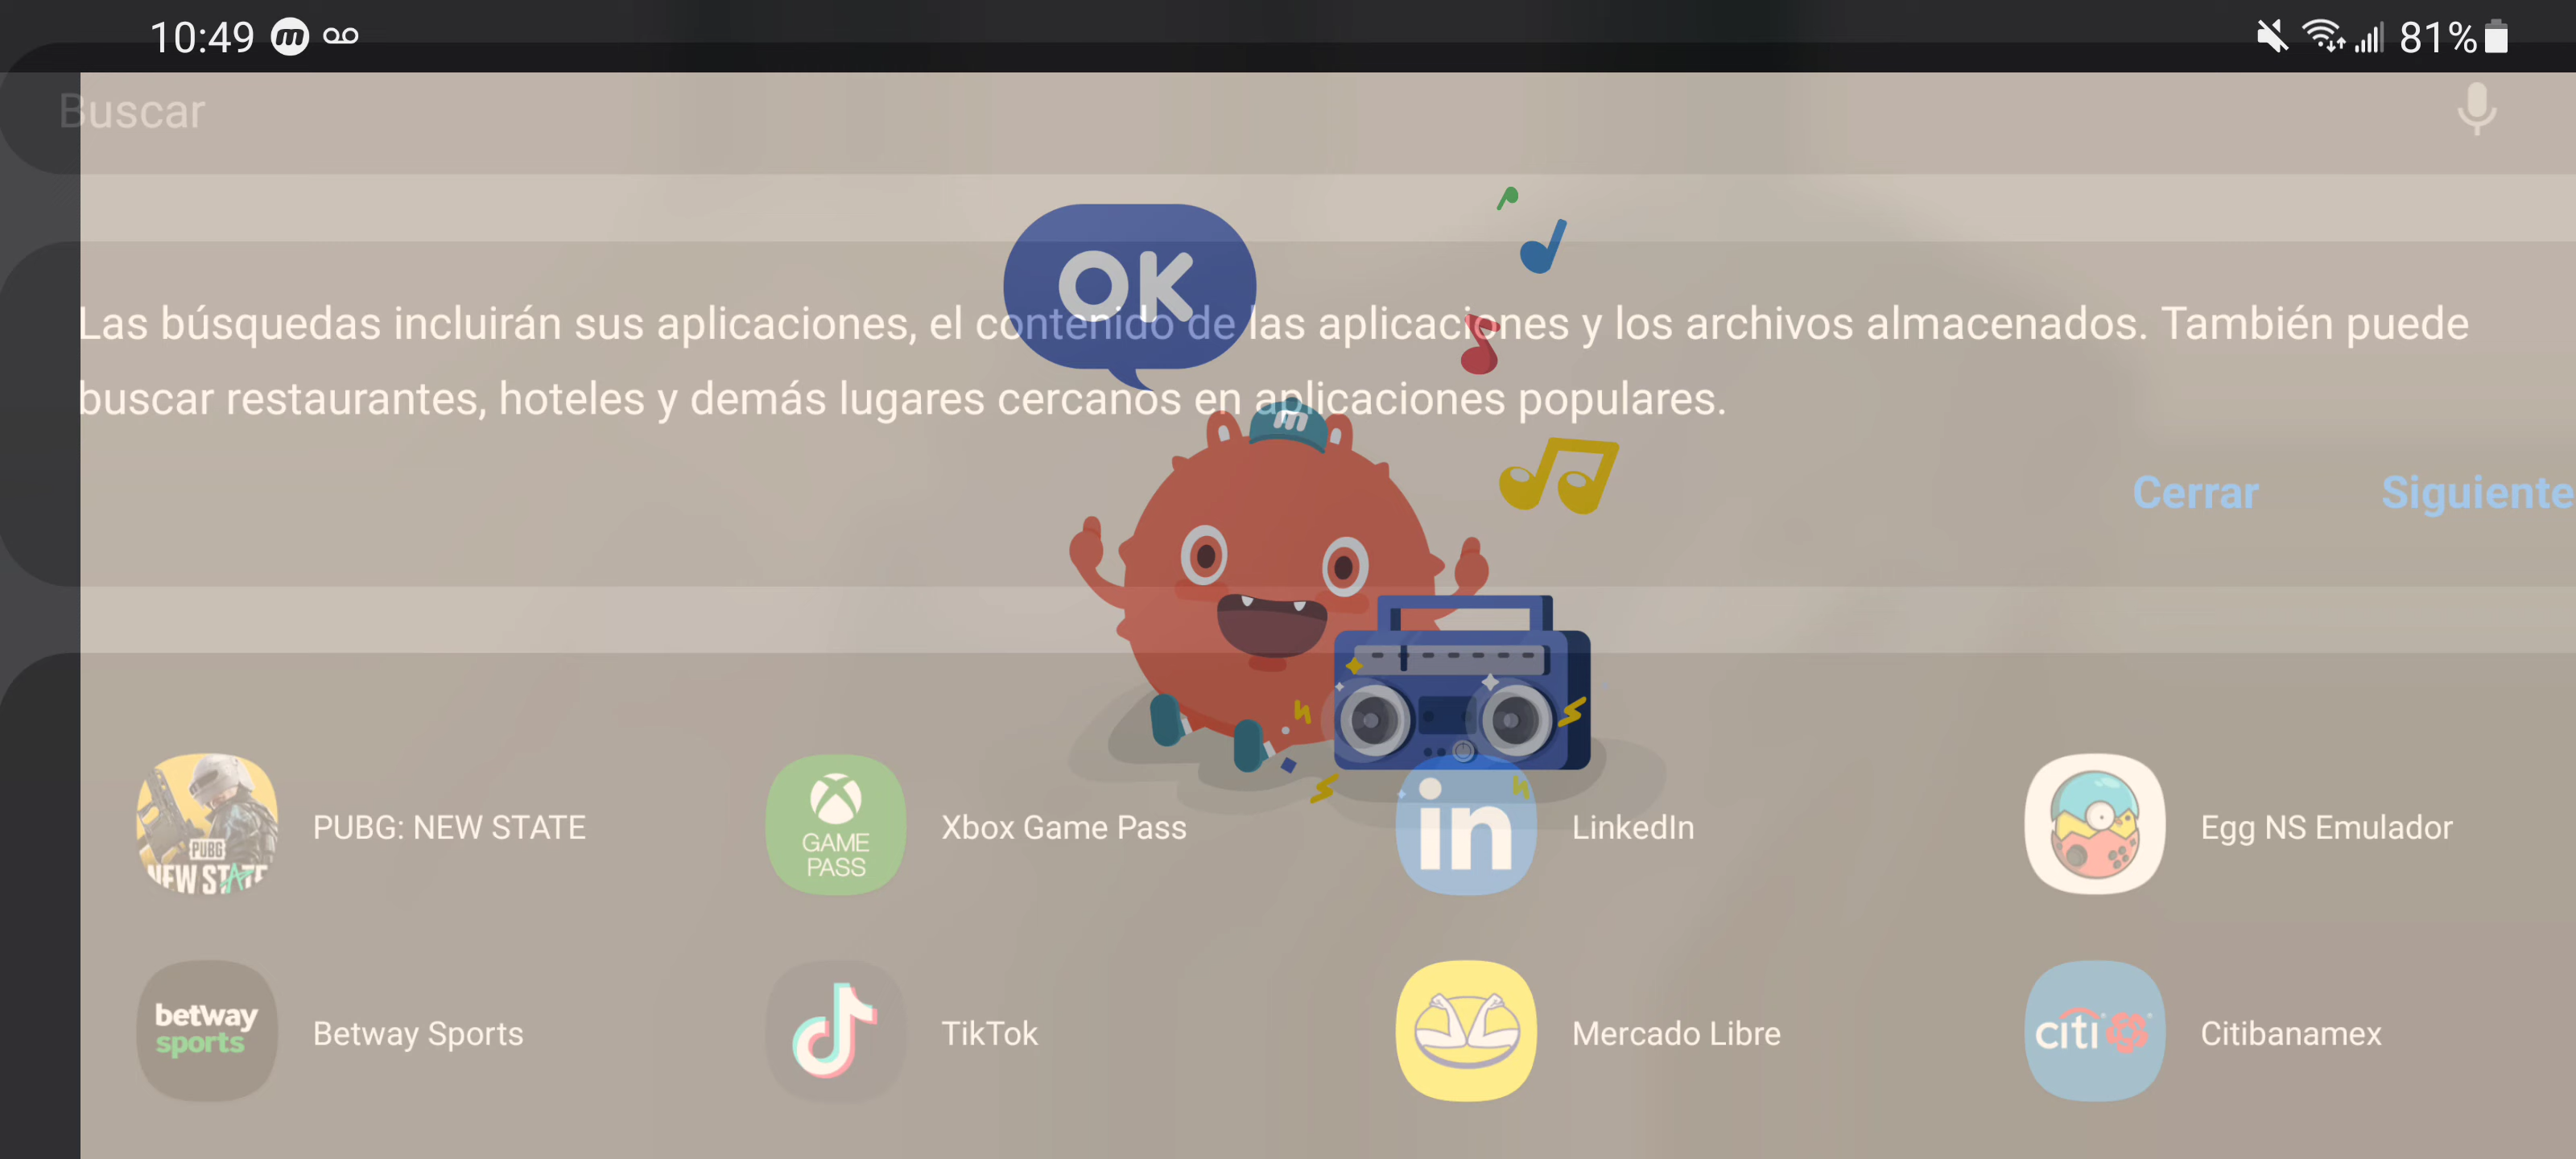 10:49 m 81%
Buscar
OK
Las búsquedas incluirán sus aplicaciones, el contenido de las aplicaciones y los archivos almacenados. También puede
buscar restaurantes, hoteles y demás lugares cercanos en aplicaciones populares.
m
Cerrar Siguiente
PUBG NEW STATE PUBG: NEW STATE
GAME PASS Xbox Game Pass
in LinkedIn
Egg NS Emulador
betway sports Betway Sports
TikTok
Mercado Libre
citi Citibanamex